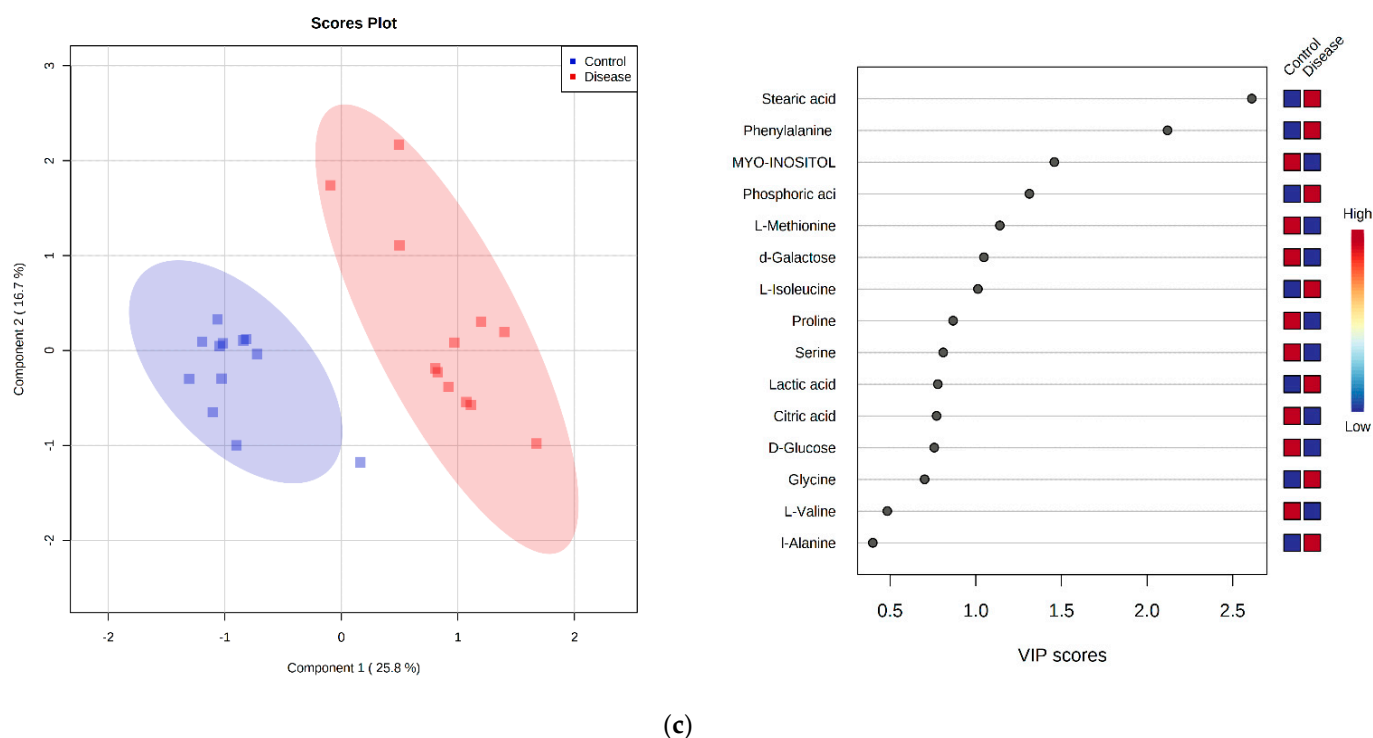 Scores Plot
Control
Disease
3
2
1
0
-1
-2
Component 2 ( 16.7 %)
-2
-1
0
1
2
Component 1 ( 25.8 %)
Control
Disease
Stearic acid
Phenylalanine
MYO-INOSITOL
Phosphoric aci
L-Methionine
d-Galactose
L-Isoleucine
Proline
Serine
Lactic acid
Citric acid
D-Glucose
Glycine
L-Valine
l-Alanine
0.5
1.0
1.5
2.0
2.5
VIP scores
High
Low
(c)